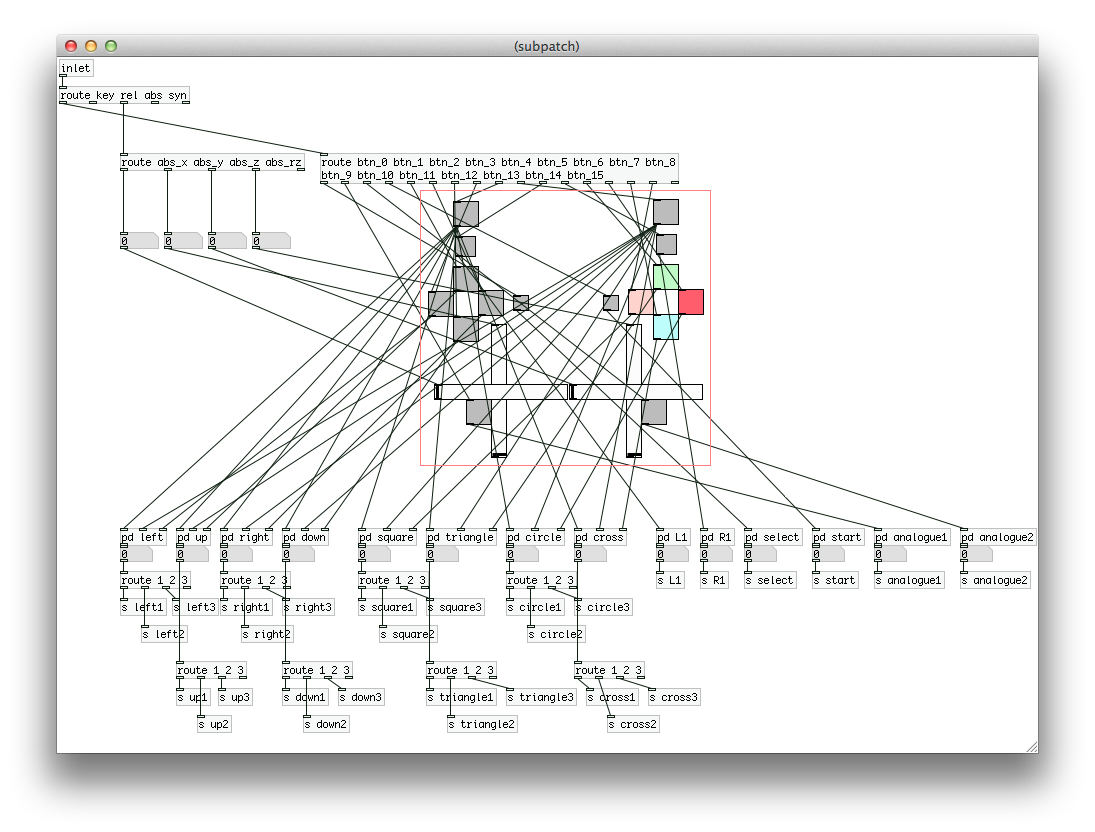 (subpatch)
inlet
route key rel abs syn
route abs_x abs_y abs_z abs_rz
route btn_0 btn_1 btn_2 btn_3 btn_4 btn_5 btn_6 btn_7 btn_8
btn_9 btn_10 btn_11 btn_12 btn_13 btn_14 btn_15
0 0 0 0
pd left pd up pd right pd down pd square pd triangle pd circle pd cross pd L1 pd R1 pd select pd start pd analogue1 pd analogue2
0 0 0 0 0 0 0 0 0 0 0 0 0 0
route 1 2 3 route 1 2 3 route 1 2 3 route 1 2 3 s L1 s R1 s select s start s analogue1 s analogue2
s left1 s left3 s right1 s right3 s square1 s square3 s circle1 s circle3
s left2 s right2 s square2 s circle2
route 1 2 3 route 1 2 3 route 1 2 3 route 1 2 3
s up1 s up3 s down1 s down3 s triangle1 s triangle3 s cross1 s cross3
s up2 s down2 s triangle2 s cross2